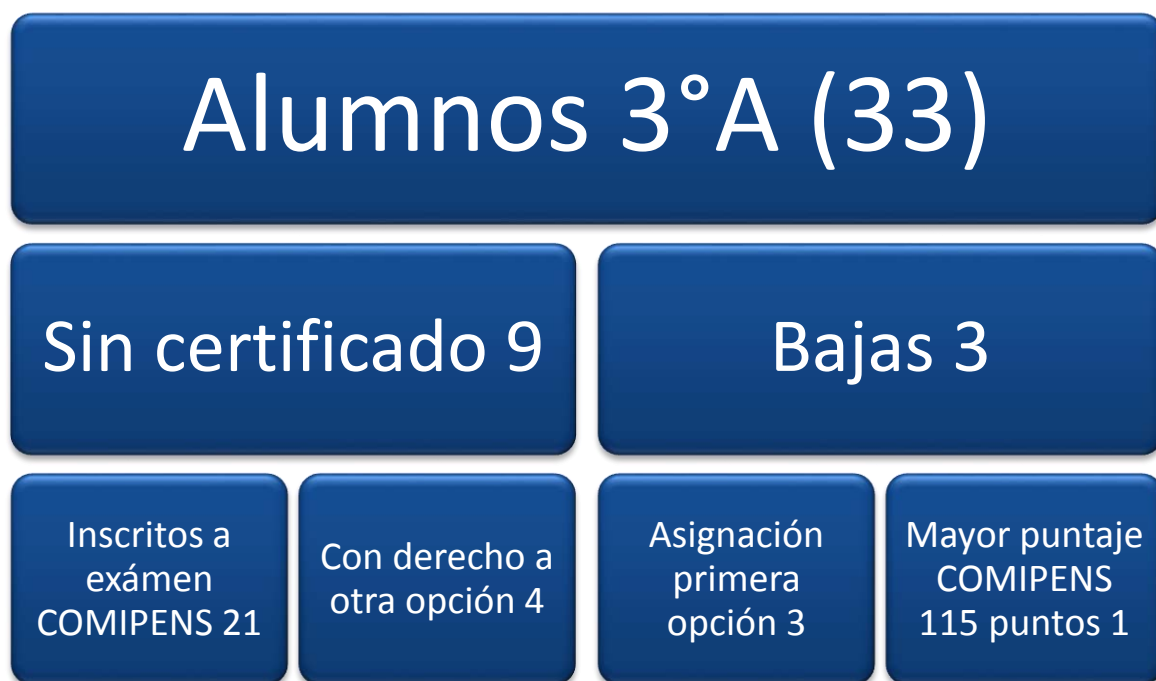 Alumnos 3°A (33)
Sin certificado 9
Bajas 3
Inscritos a
exámen
COMIPENS 21
Con derecho a
otra opción 4
Asignación
primera
opción 3
Mayor puntaje
COMIPENS
115 puntos 1